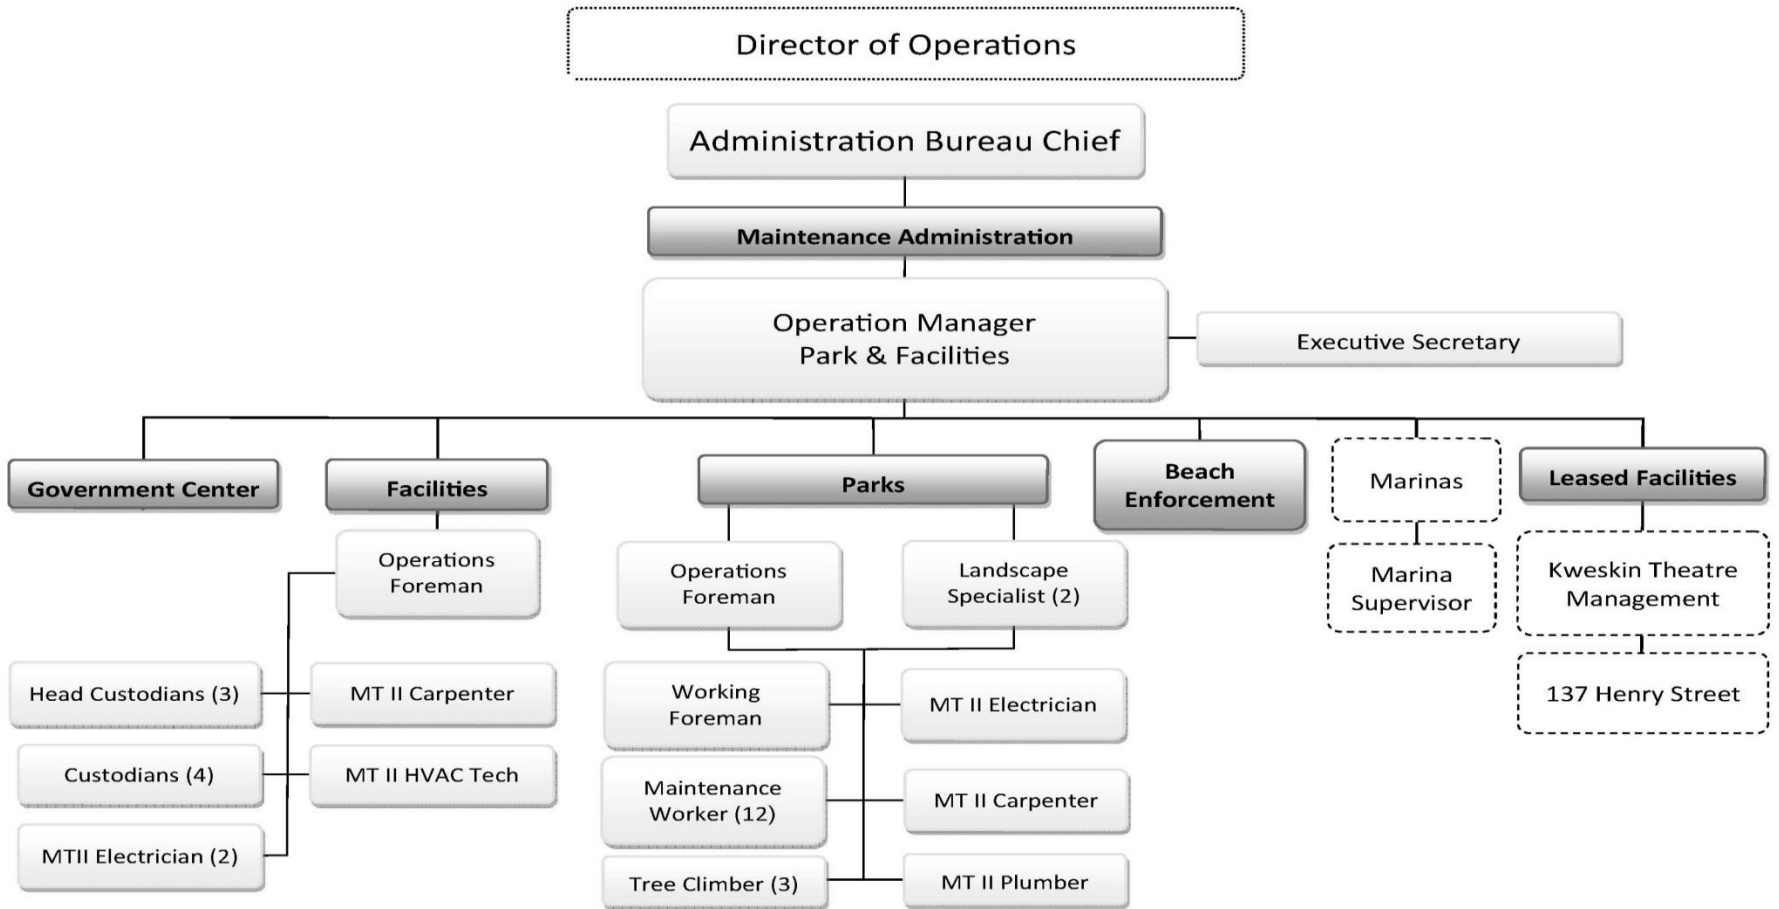 Director of Operations
Administration Bureau Chief
Maintenance Administration
Operation Manager
Park & Facilities
Executive Secretary
Government Center
Facilities
Parks
Beach
Enforcement
Marinas
Leased Facilities
Operations
Foreman
Operations
Foreman
Landscape
Specialist (2)
Marina
Supervisor
Kweskin Theatre
Management
Head Custodians (3)
MT II Carpenter
Working
Foreman
MT II Electrician
137 Henry Street
Custodians (4)
MT II HVAC Tech
Maintenance
Worker (12)
MT II Carpenter
MTII Electrician (2)
Tree Climber (3)
MT II Plumber